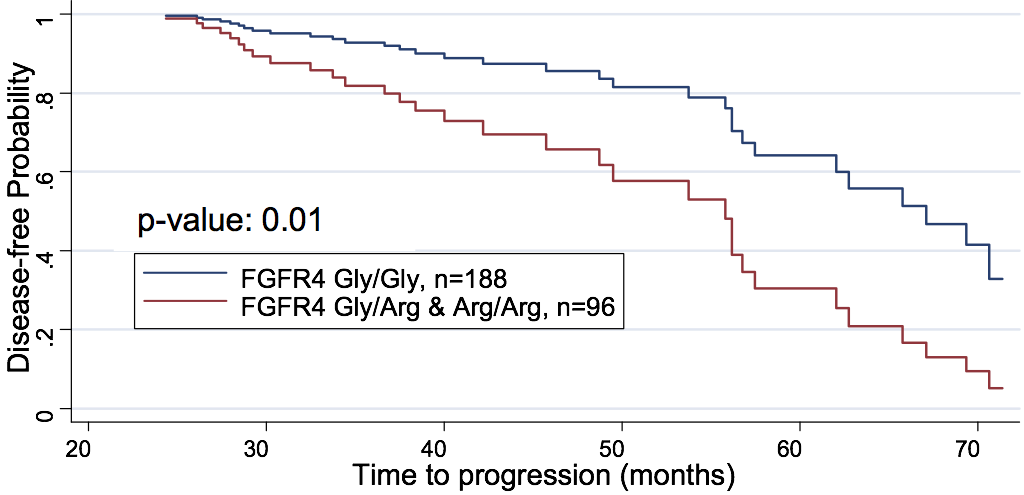 Disease-free Probability
1
.8
.6
.4
.2
0
p-value: 0.01
FGFR4 Gly/Gly, n=188
FGFR4 Gly/Arg & Arg/Arg, n=96
20 30 40 50 60 70
Time to progression (months)